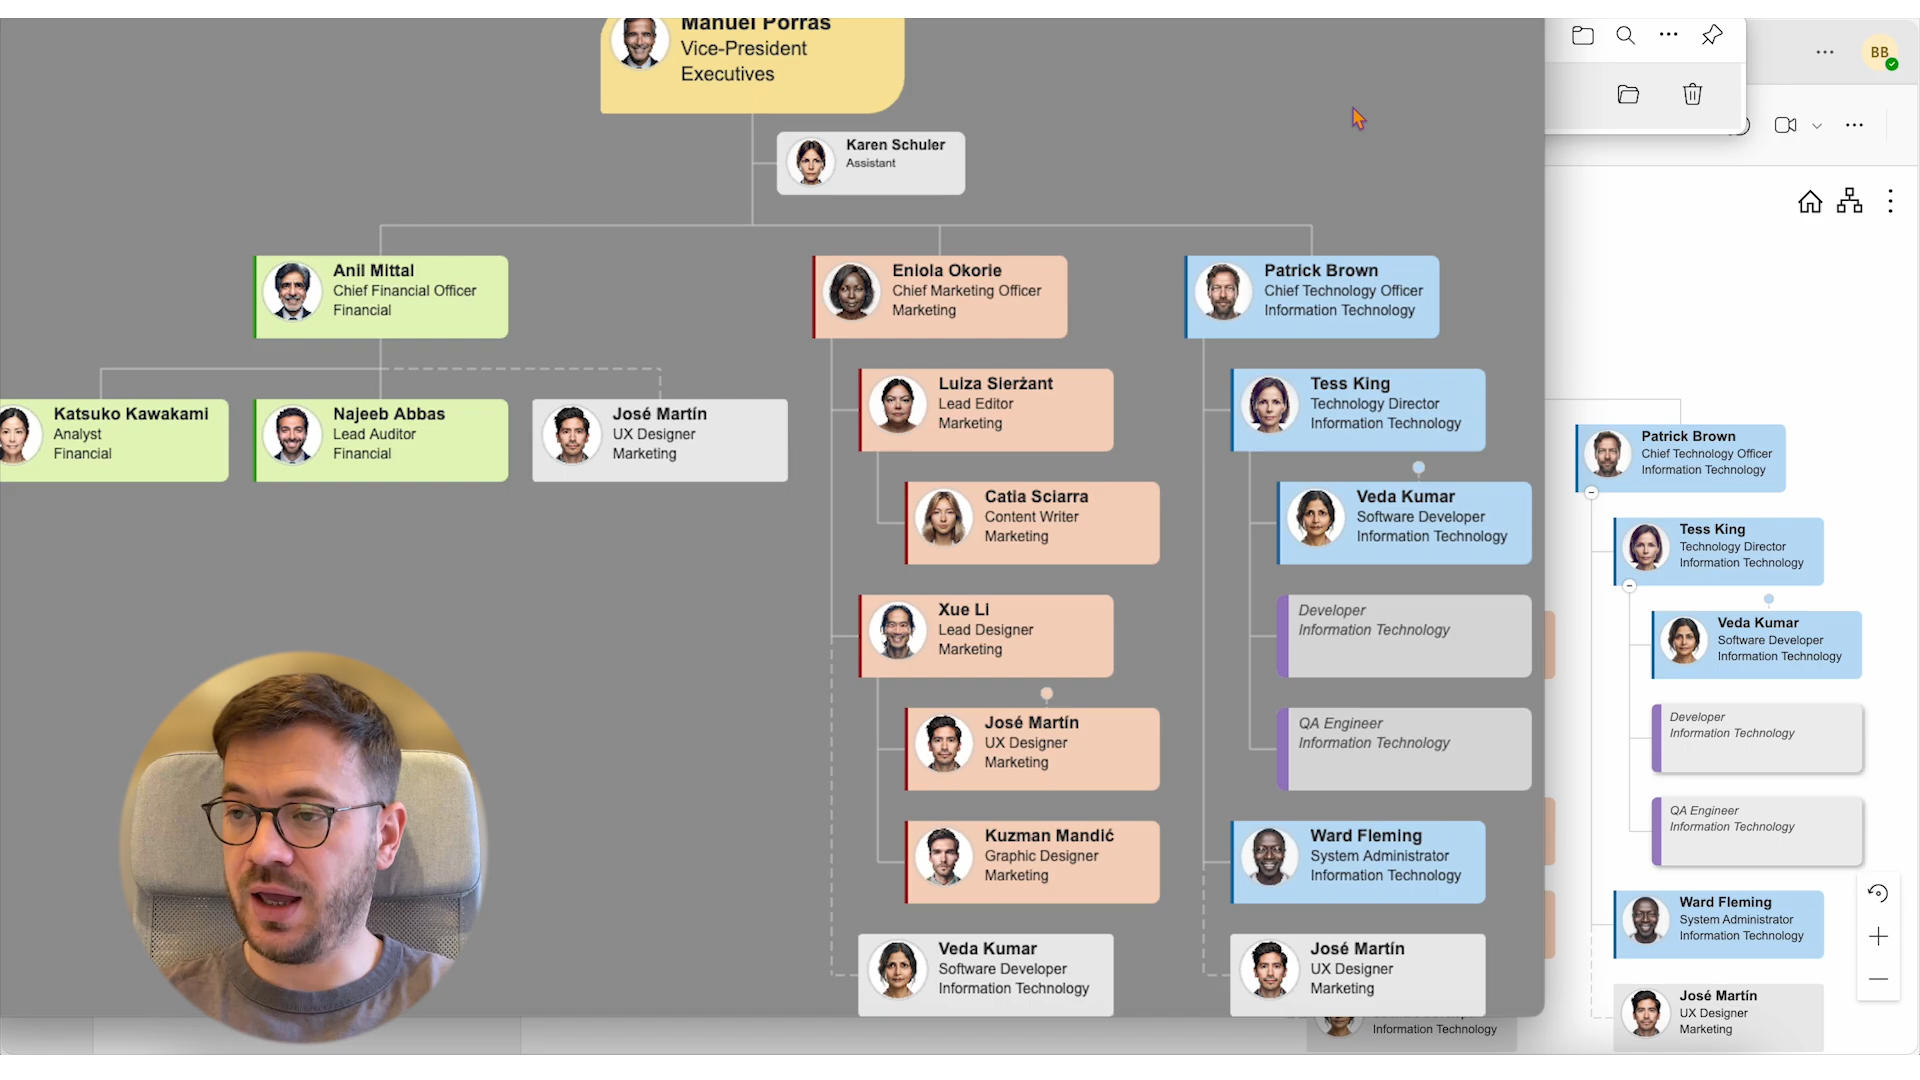 Manuel Porras
Vice-President
Executives
Karen Schuler
Assistant
Anil Mittal
Chief Financial Officer
Financial
Eniola Okorie
Chief Marketing Officer
Marketing
Patrick Brown
Chief Technology Officer
Information Technology
Katsuko Kawakami
Analyst
Financial
Najeeb Abbas
Lead Auditor
Financial
José Martín
UX Designer
Marketing
Luiza Sierżant
Lead Editor
Marketing
Catia Sciarra
Content Writer
Marketing
Xue Li
Lead Designer
Marketing
José Martín
UX Designer
Marketing
Kuzman Mandić
Graphic Designer
Marketing
Veda Kumar
Software Developer
Information Technology
Tess King
Technology Director
Information Technology
Veda Kumar
Software Developer
Information Technology
Developer
Information Technology
QA Engineer
Information Technology
Ward Fleming
System Administrator
Information Technology
José Martín
UX Designer
Marketing
BB
Patrick Brown
Chief Technology Officer
Information Technology
Tess King
Technology Director
Information Technology
Veda Kumar
Software Developer
Information Technology
Developer
Information Technology
QA Engineer
Information Technology
Ward Fleming
System Administrator
Information Technology
José Martín
UX Designer
Marketing
Information Technology